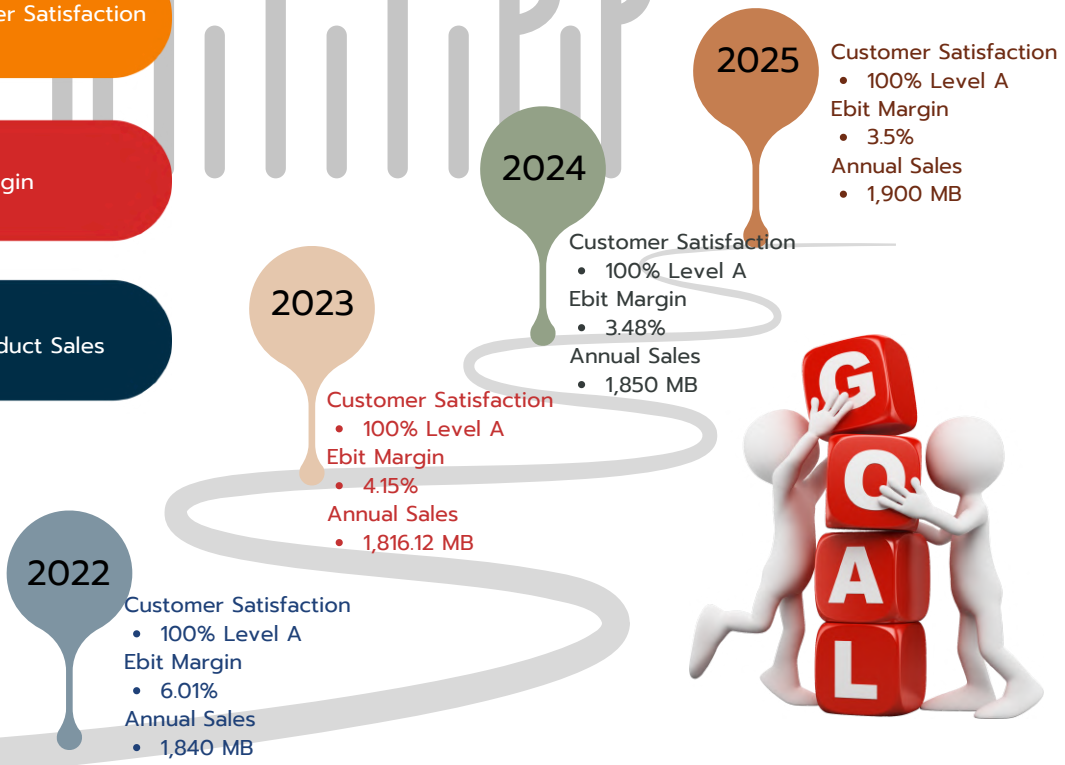 er Satisfaction
gin
duct Sales
2022
Customer Satisfaction
• 100% Level A
Ebit Margin
• 6.01%
Annual Sales
• 1,840 MB
2023
Customer Satisfaction
• 100% Level A
Ebit Margin
• 4.15%
Annual Sales
• 1,816.12 MB
2024
Customer Satisfaction
• 100% Level A
Ebit Margin
• 3.48%
Annual Sales
• 1,850 MB
2025
Customer Satisfaction
• 100% Level A
Ebit Margin
• 3.5%
Annual Sales
• 1,900 MB
G
O
A
L